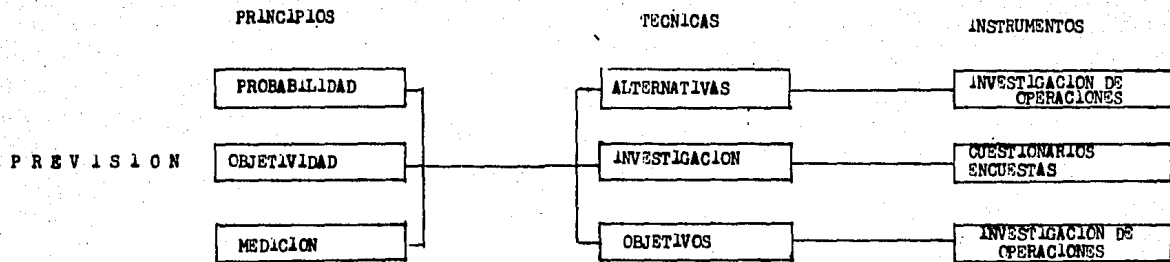 PRINCIPIOS
TECNICAS
INSTRUMENTOS
PROBABILIDAD
ALTERNATIVAS
INVESTIGACION DE
OPERACIONES
PREVISION
OBJETIVIDAD
INVESTIGACION
CUESTIONARIOS
ENCUESTAS
MEDICION
OBJETIVOS
INVESTIGACION DE
OPERACIONES